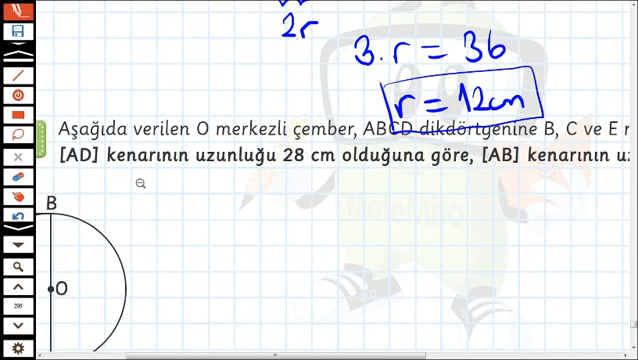 2r
3. r = 36
r = 12cm
Aşağıda verilen O merkezli çember, ABCD dikdörtgenine B, C ve E
[AD] kenarının uzunluğu 28 cm olduğuna göre, [AB] kenarının
B
O